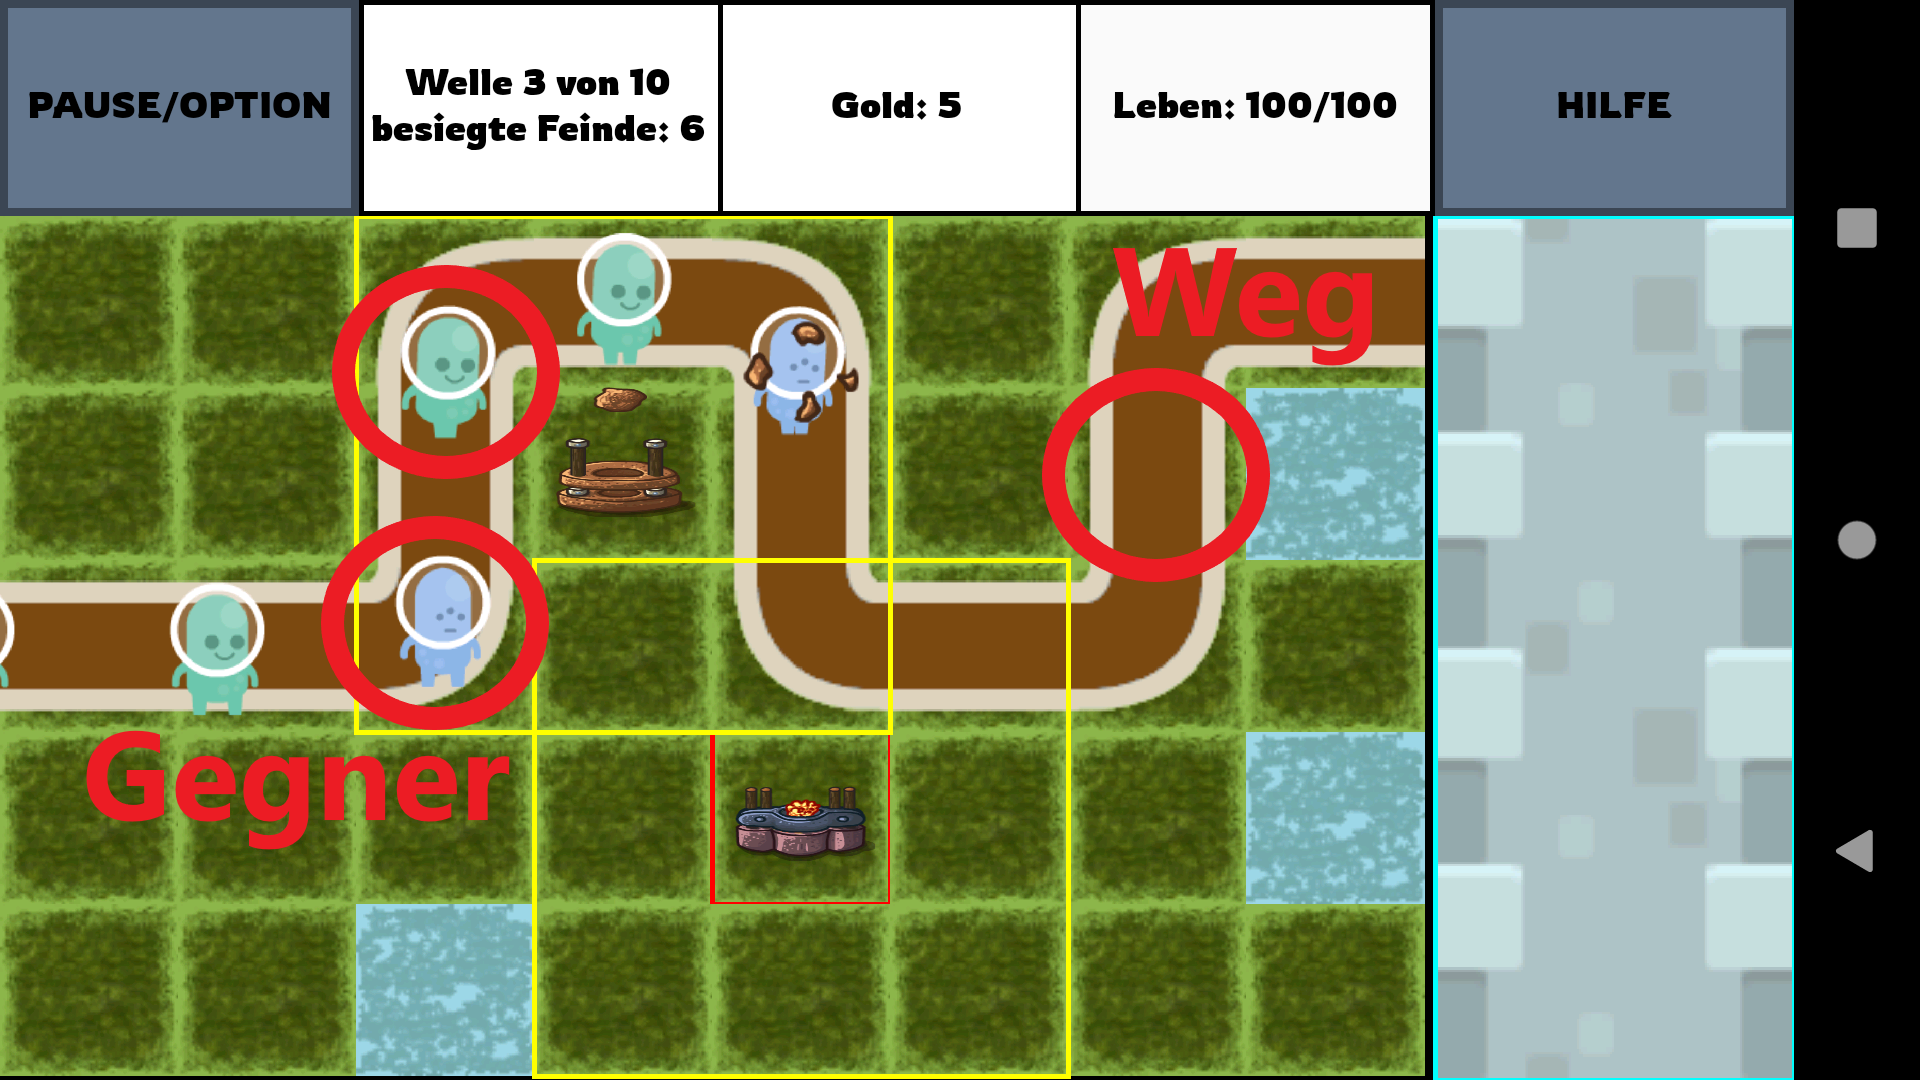 PAUSE/OPTION
Welle 3 von 10
besiegte Feinde: 6
Gold: 5
Leben: 100/100
HILFE
Weg
Gegner